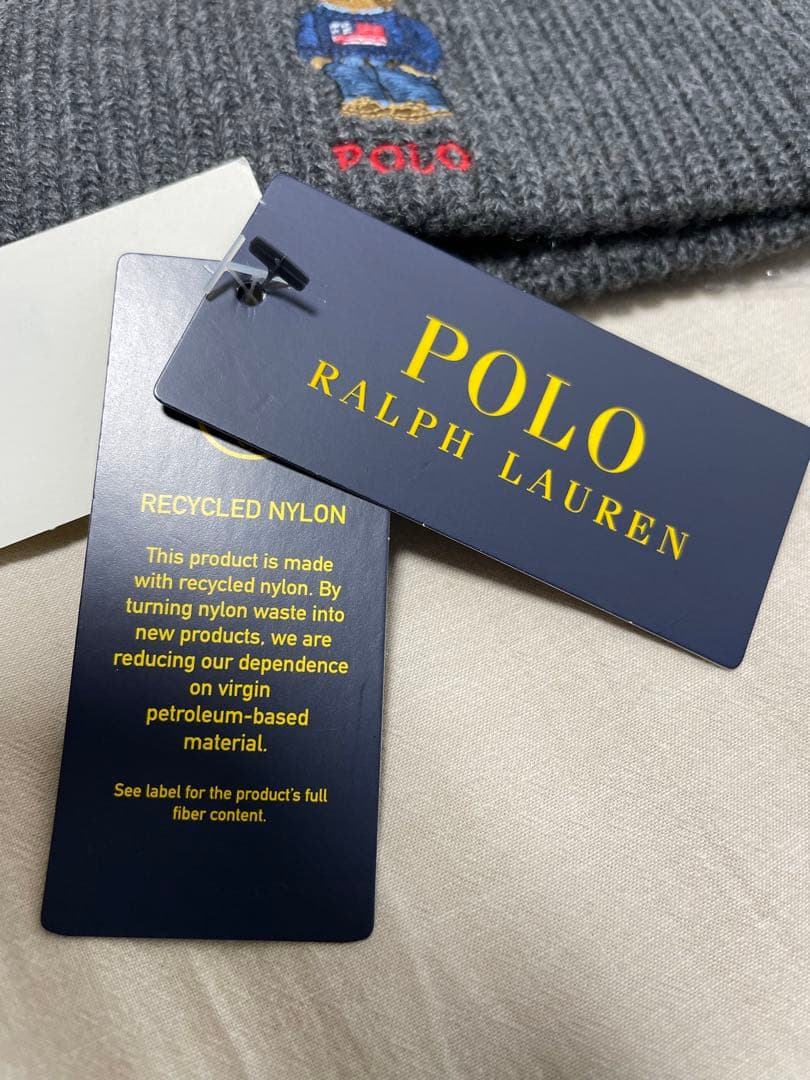 POLO
POLO
RALPH LAUREN
RECYCLED NYLON
This product is made
with recycled nylon. By
turning nylon waste into
new products, we are
reducing our dependence
on virgin
petroleum-based
material.
See label for the product's full
fiber content.